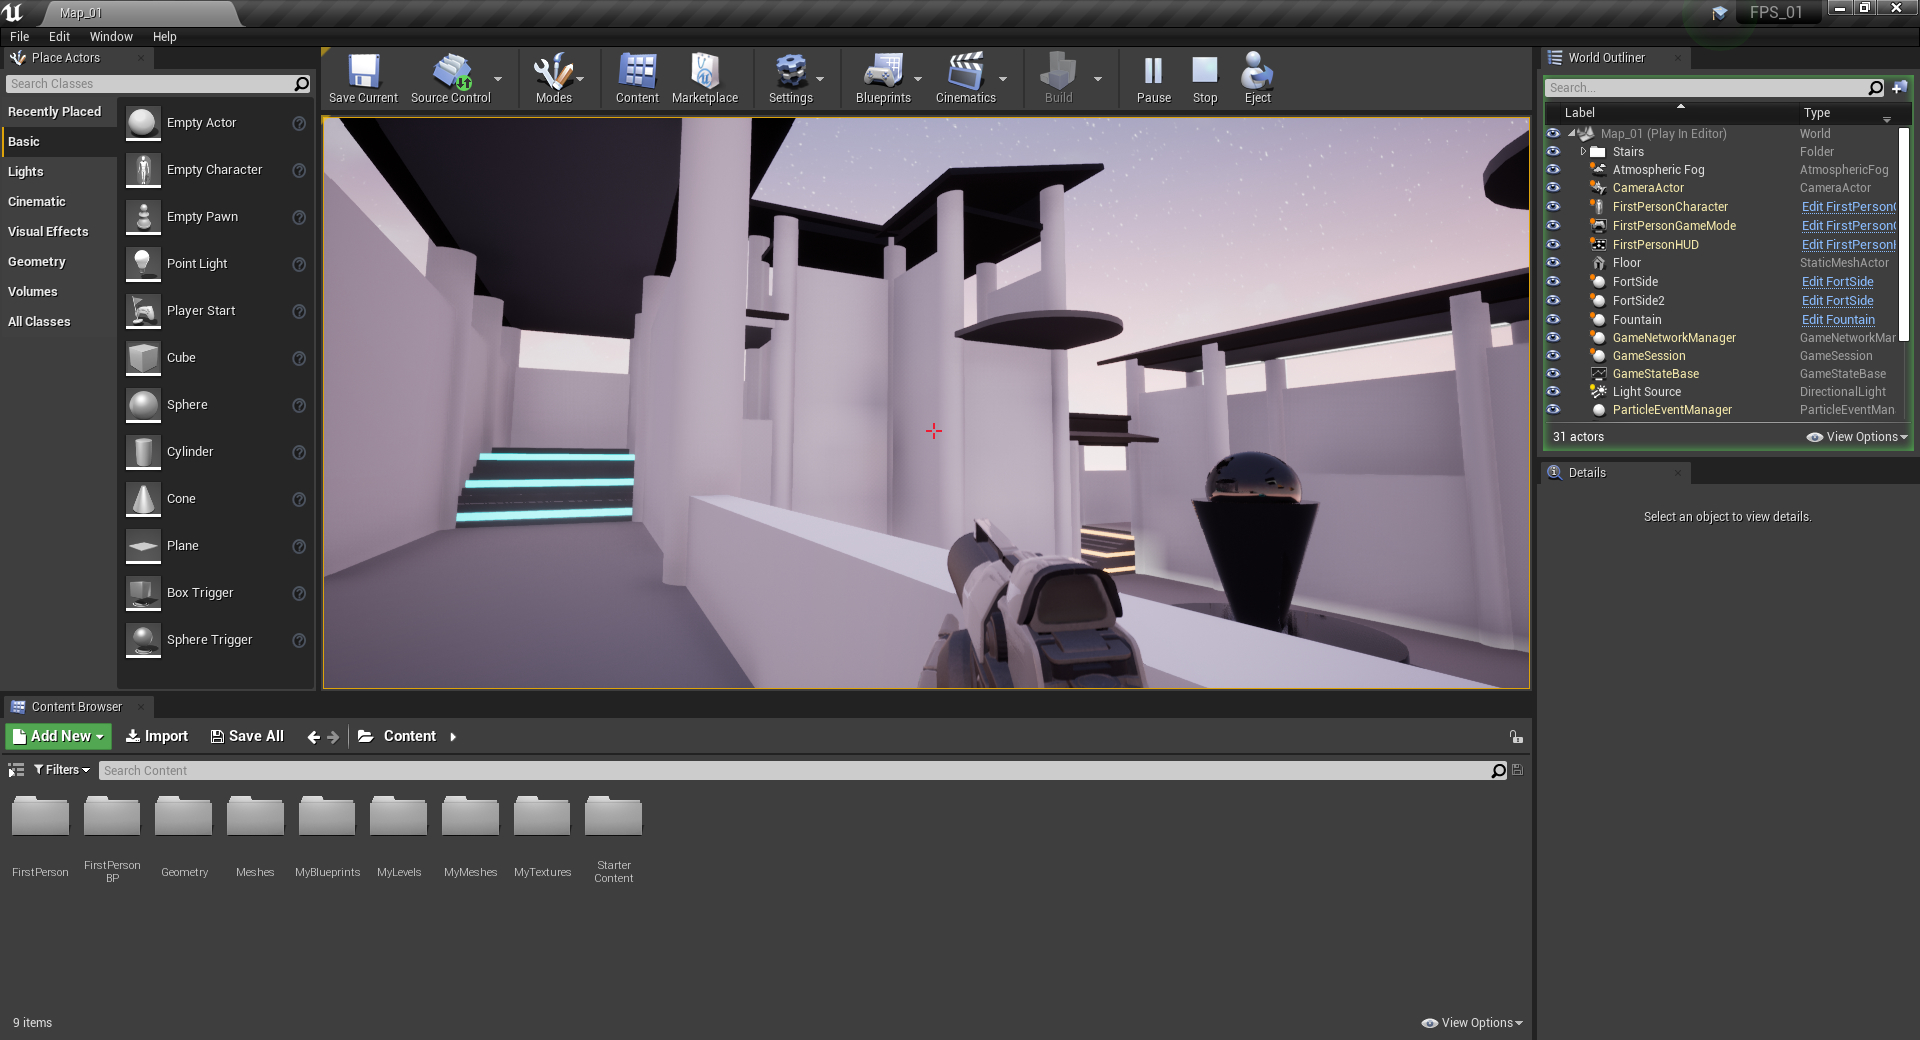 Map_01
FPS_01
File Edit Window Help
Place Actors
Search Classes
Recently Placed
Basic
Lights
Cinematic
Visual Effects
Geometry
Volumes
All Classes
Empty Actor
Empty Character
Empty Pawn
Point Light
Player Start
Cube
Sphere
Cylinder
Cone
Plane
Box Trigger
Sphere Trigger
Save Current Source Control Modes Content Marketplace Settings Blueprints Cinematics Build Pause Stop Eject
World Outliner
Search...
Label Type
Map_01 (Play In Editor) World
Stairs Folder
Atmospheric Fog AtmosphericFog
CameraActor CameraActor
FirstPersonCharacter Edit FirstPerson
FirstPersonGameMode Edit FirstPerson
FirstPersonHUD Edit FirstPerson
Floor StaticMeshActor
FortSide Edit FortSide
FortSide2 Edit FortSide
Fountain Edit Fountain
GameNetworkManager GameNetworkMar
GameSession GameSession
GameStateBase GameStateBase
Light Source DirectionalLight
ParticleEventManager ParticleEventMan
31 actors View Options
Details
Select an object to view details.
Content Browser
Add New Import Save All Content
Filters Search Content
FirstPerson
FirstPerson
BP
Geometry
Meshes
MyBlueprints
MyLevels
MyMeshes
MyTextures
Starter
Content
9 items View Options